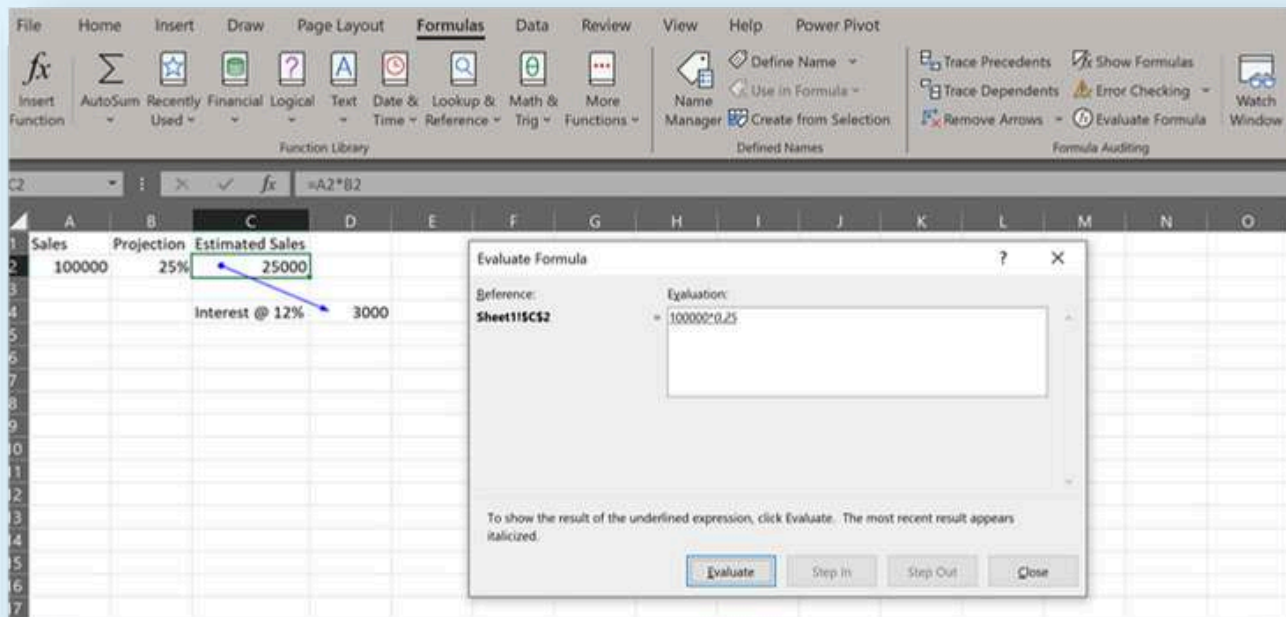 File Home Insert Draw Page Layout Formulas Data Review View Help Power Pivot
fx Insert Function
AutoSum
Recently Used
Financial
Logical
Text
Date & Time
Lookup & Reference
Math & Trig
More Functions
Function Library
Name Manager
Define Name
Use in Formula
Create from Selection
Defined Names
Trace Precedents
Trace Dependents
Remove Arrows
Show Formulas
Error Checking
Evaluate Formula
Formula Auditing
Watch Window
C2 fx =A2*B2
A B C D E F G H I J K L M N O
1 Sales Projection Estimated Sales
2 100000 25% 25000
3
4 Interest @ 12% 3000
5
6
7
8
9
10
11
12
13
14
15
16
17
Evaluate Formula ? ×
Reference: Evaluation:
Sheet1!$C$2 = 100000*0.25
To show the result of the underlined expression, click Evaluate. The most recent result appears
italicized.
Evaluate Step In Step Out Close